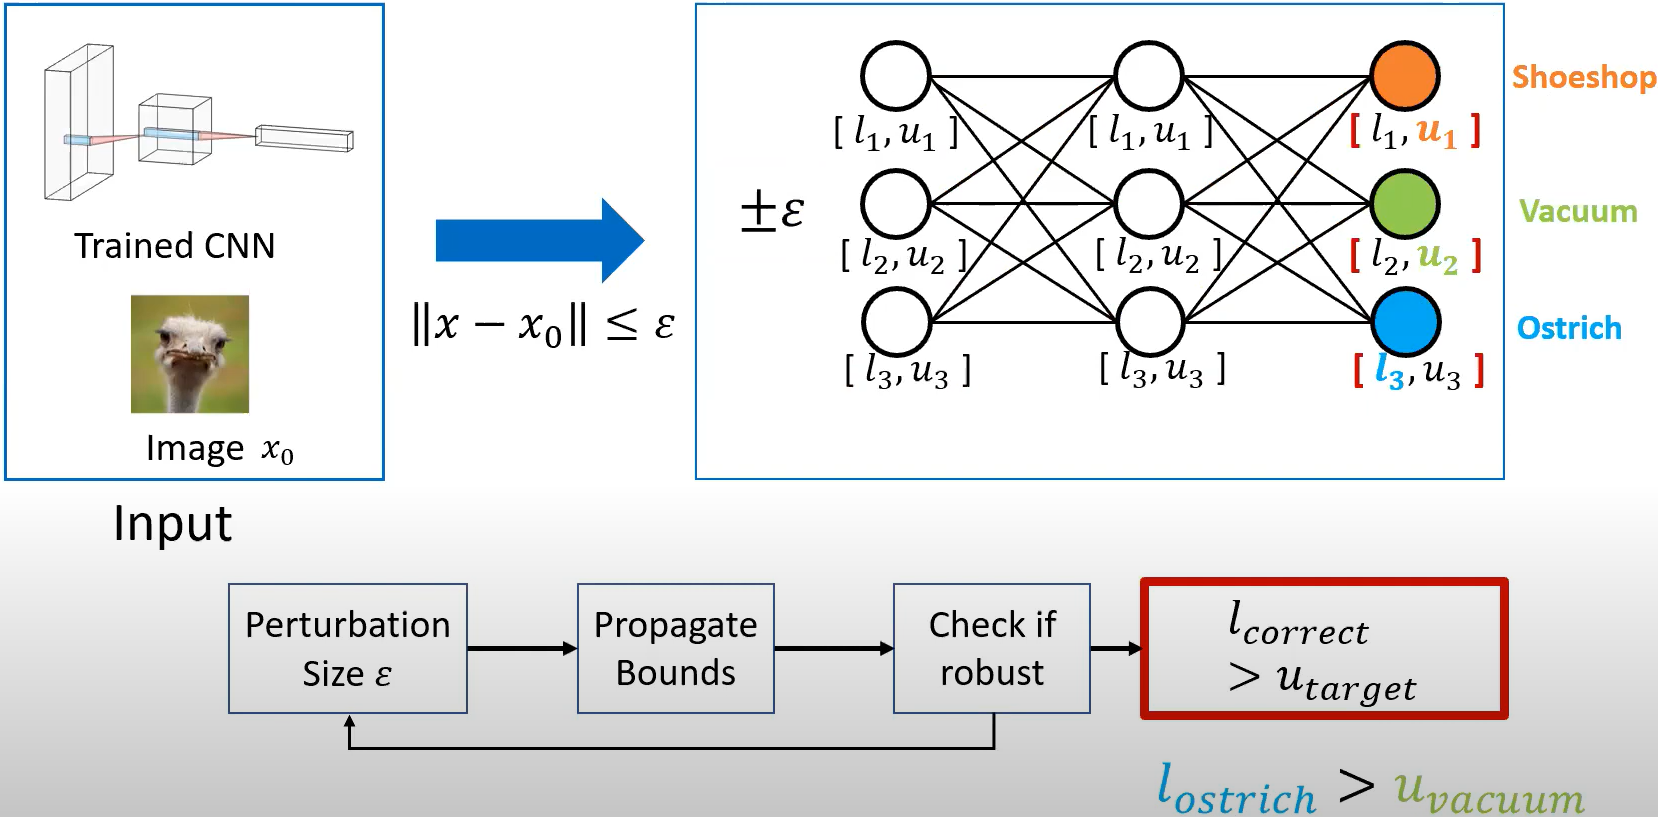 Trained CNN
Image x₀
Input
‖x − x₀‖ ≤ ε
±ε
[ l₁, u₁ ] [ l₁, u₁ ] [ l₁, u₁ ]
[ l₂, u₂ ] [ l₂, u₂ ] [ l₂, u₂ ]
[ l₃, u₃ ] [ l₃, u₃ ] [ l₃, u₃ ]
Shoeshop
Vacuum
Ostrich
Perturbation
Size ε
Propagate
Bounds
Check if
robust
l_correct
> u_target
l_ostrich > u_vacuum